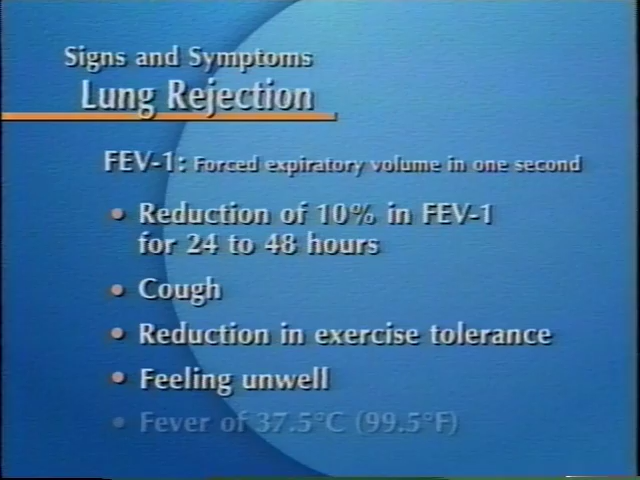 Signs and Symptoms
Lung Rejection
FEV-1: Forced expiratory volume in one second
• Reduction of 10% in FEV-1
for 24 to 48 hours
• Cough
• Reduction in exercise tolerance
• Feeling unwell
• Fever of 37.5°C (99.5°F)